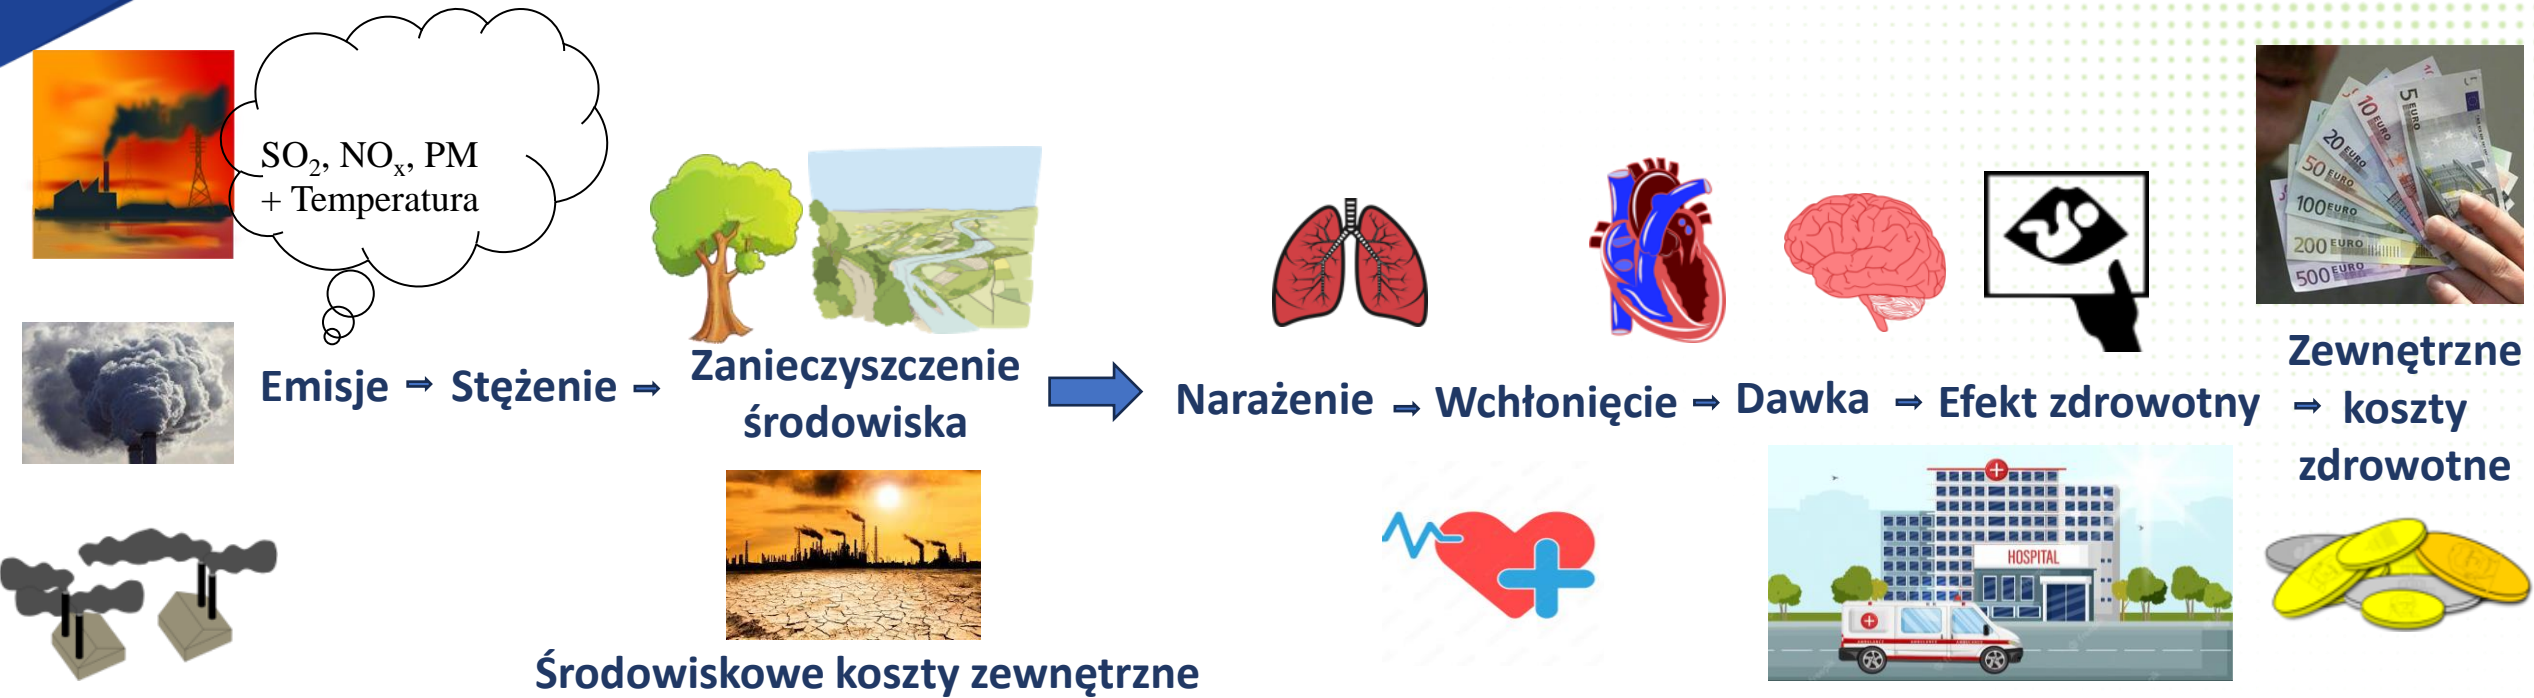 SO₂, NOₓ, PM
+ Temperatura
Emisje
Stężenie
Zanieczyszczenie
środowiska
Narażenie
Wchłonięcie
Dawka
Efekt zdrowotny
Zewnętrzne
koszty
zdrowotne
Środowiskowe koszty zewnętrzne
HOSPITAL
5 EURO
10 EURO
20 EURO
50 EURO
100 EURO
200 EURO
500 EURO